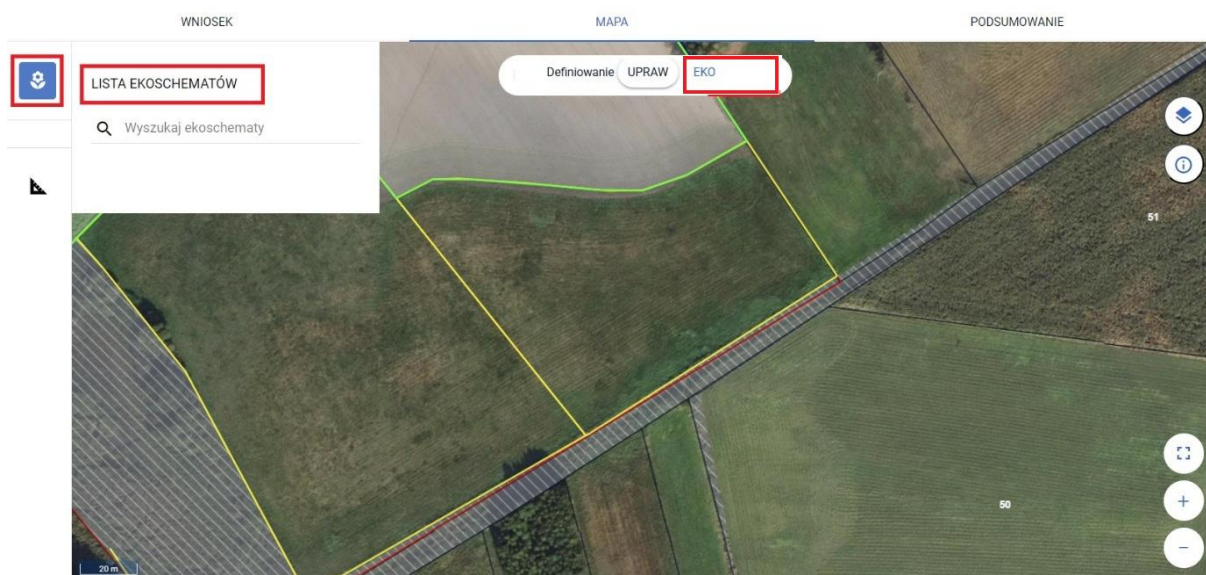 WNIOSEK
MAPA
PODSUMOWANIE
LISTA EKOSCHEMATÓW
Definiowanie UPRAW EKO
Wyszukaj ekoschematy
51
50
20 m